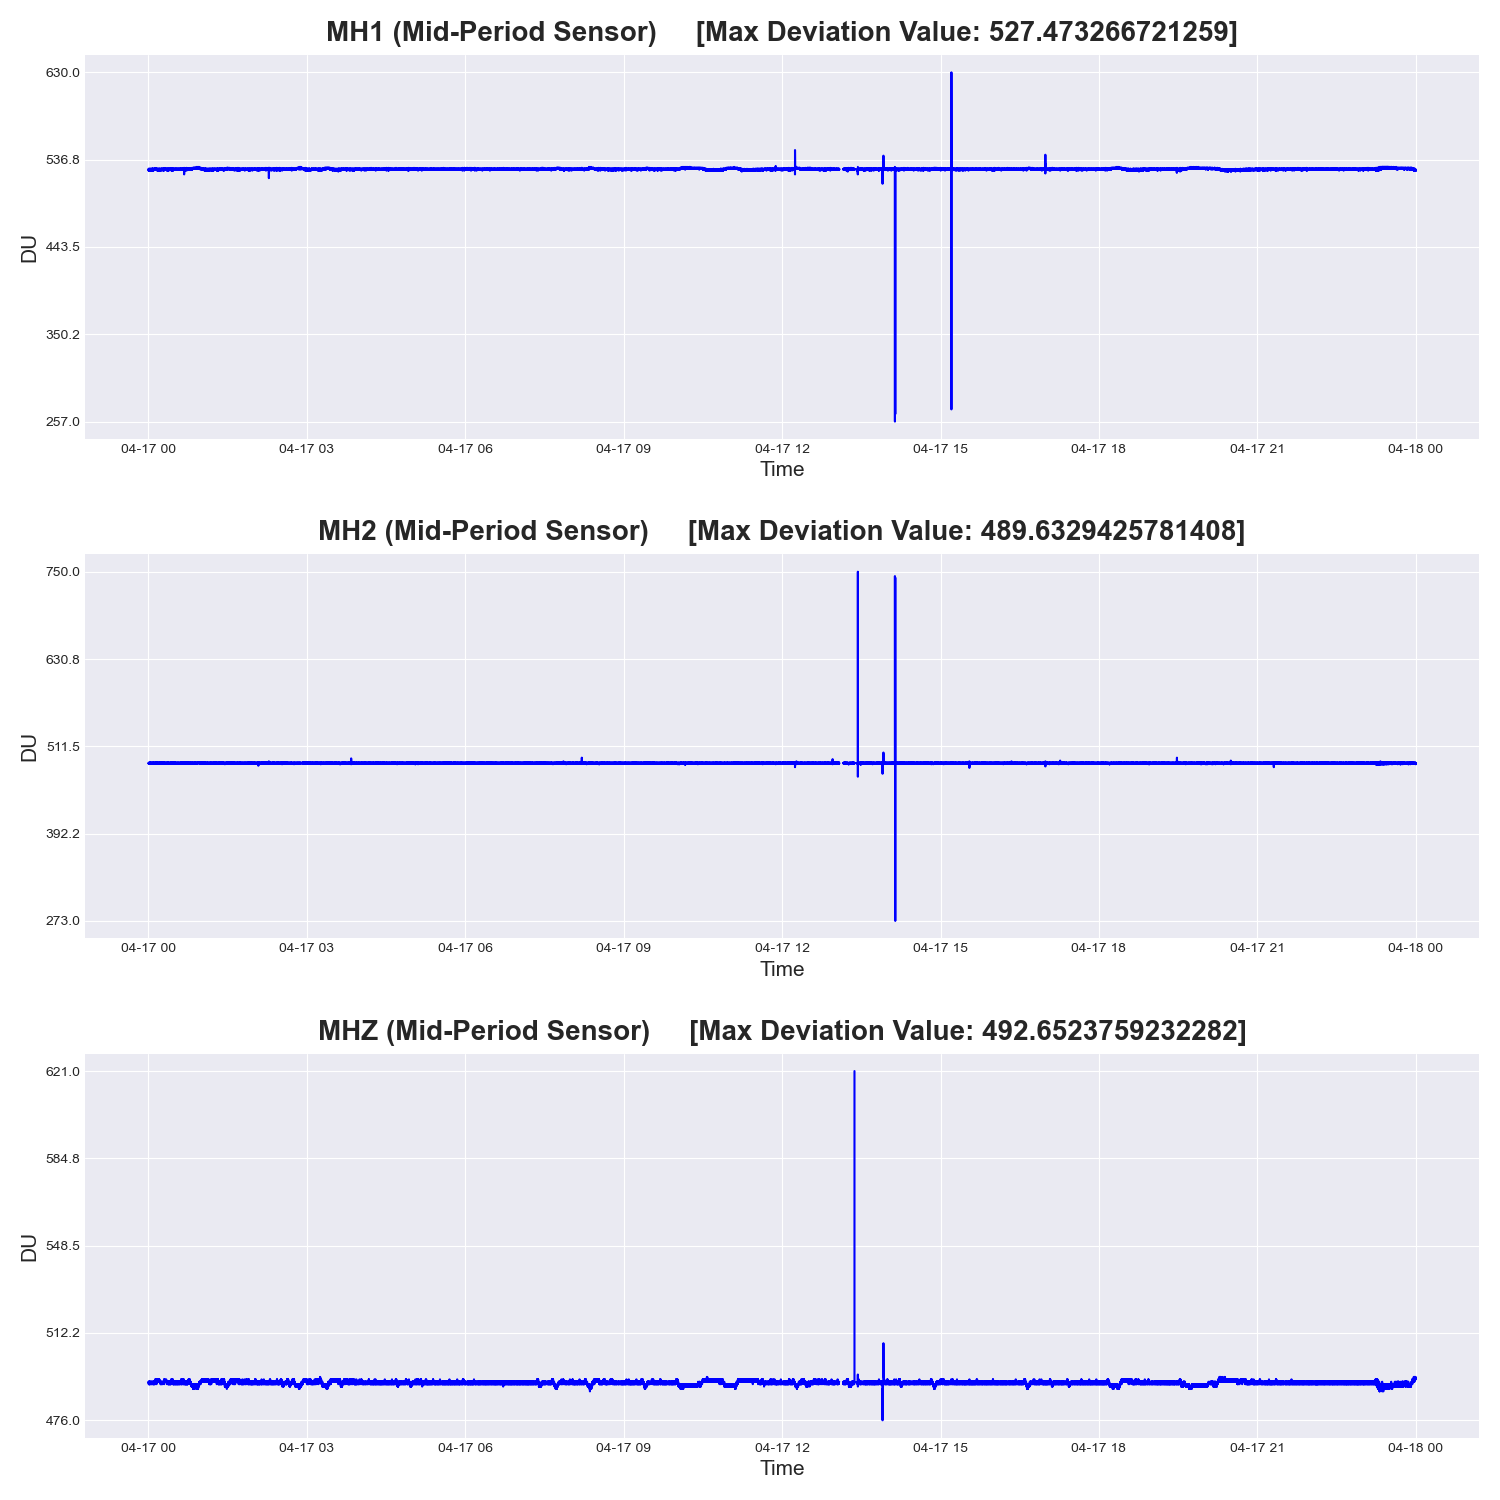 MH1 (Mid-Period Sensor) [Max Deviation Value: 527.473266721259]
630.0
536.8
443.5
350.2
257.0
DU
04-17 00 04-17 03 04-17 06 04-17 09 04-17 12 04-17 15 04-17 18 04-17 21 04-18 00
Time
MH2 (Mid-Period Sensor) [Max Deviation Value: 489.6329425781408]
750.0
630.8
511.5
392.2
273.0
DU
04-17 00 04-17 03 04-17 06 04-17 09 04-17 12 04-17 15 04-17 18 04-17 21 04-18 00
Time
MHZ (Mid-Period Sensor) [Max Deviation Value: 492.6523759232282]
621.0
584.8
548.5
512.2
476.0
DU
04-17 00 04-17 03 04-17 06 04-17 09 04-17 12 04-17 15 04-17 18 04-17 21 04-18 00
Time